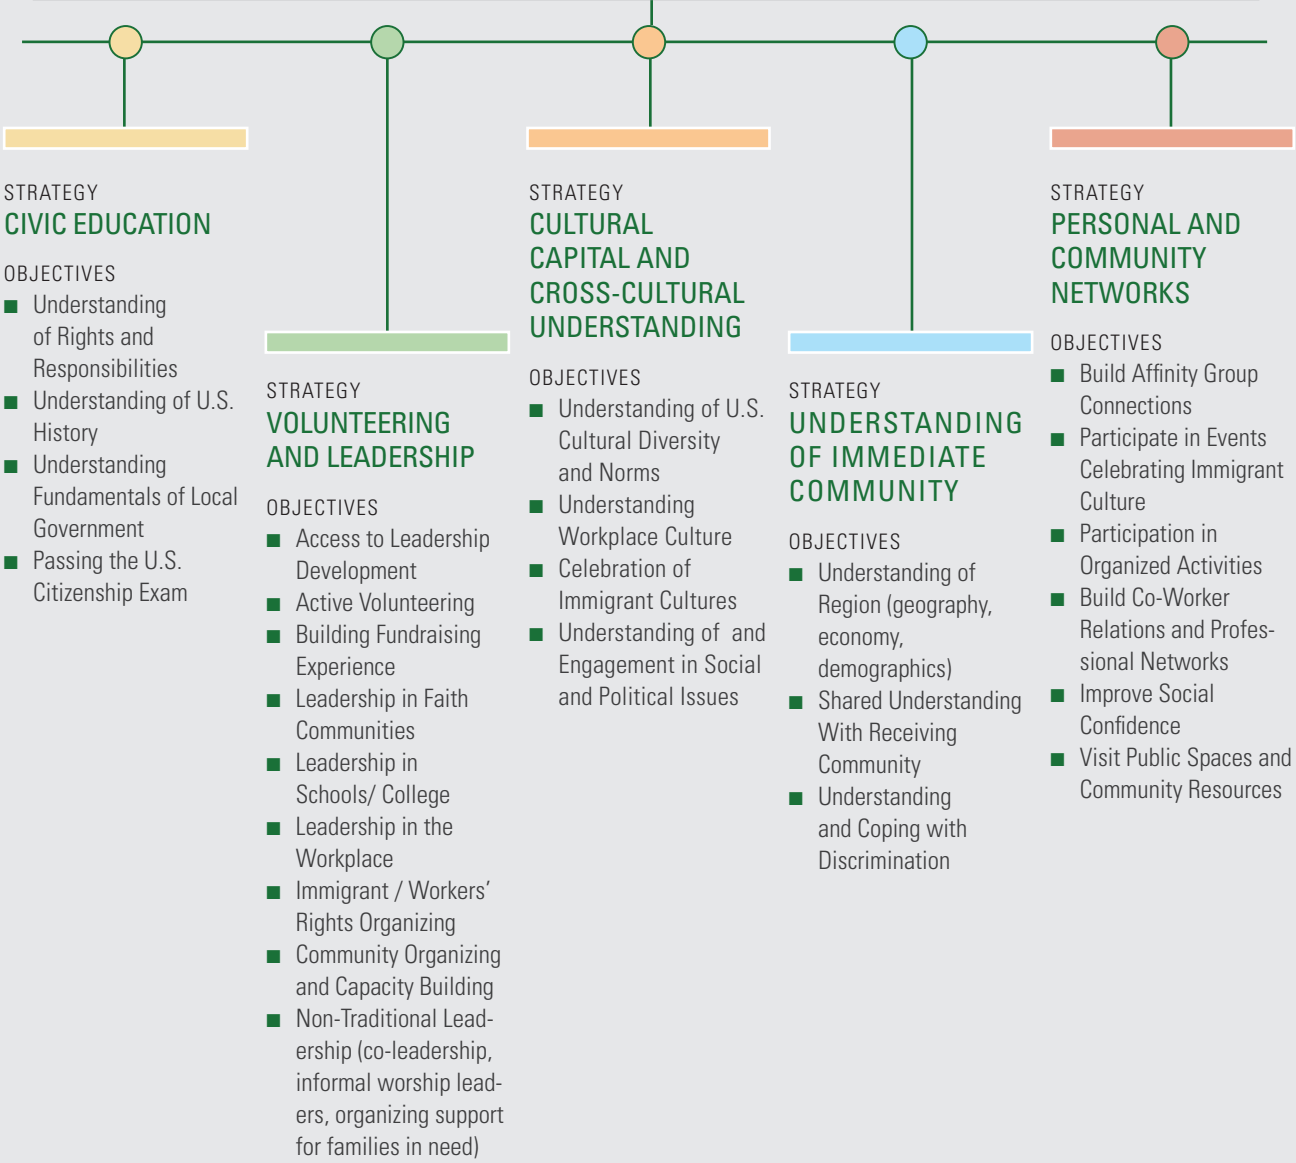 STRATEGY
CIVIC EDUCATION
OBJECTIVES
■ Understanding
of Rights and
Responsibilities
■ Understanding of U.S.
History
■ Understanding
Fundamentals of Local
Government
■ Passing the U.S.
Citizenship Exam
STRATEGY
VOLUNTEERING
AND LEADERSHIP
OBJECTIVES
■ Access to Leadership
Development
■ Active Volunteering
■ Building Fundraising
Experience
■ Leadership in Faith
Communities
■ Leadership in
Schools/ College
■ Leadership in the
Workplace
■ Immigrant / Workers’
Rights Organizing
■ Community Organizing
and Capacity Building
■ Non-Traditional Lead-
ership (co-leadership,
informal worship lead-
ers, organizing support
for families in need)
STRATEGY
CULTURAL
CAPITAL AND
CROSS-CULTURAL
UNDERSTANDING
OBJECTIVES
■ Understanding of U.S.
Cultural Diversity
and Norms
■ Understanding
Workplace Culture
■ Celebration of
Immigrant Cultures
■ Understanding of  and
Engagement in Social
and Political Issues
STRATEGY
UNDERSTANDING
OF IMMEDIATE
COMMUNITY
OBJECTIVES
■ Understanding of
Region (geography,
economy,
demographics)
■ Shared Understanding
With Receiving
Community
■ Understanding
and Coping with
Discrimination
STRATEGY
PERSONAL AND
COMMUNITY
NETWORKS
OBJECTIVES
■ Build Affinity Group
Connections
■ Participate in Events
Celebrating Immigrant
Culture
■ Participation in
Organized Activities
■ Build Co-Worker
Relations and Profes-
sional Networks
■ Improve Social
Confidence
■ Visit Public Spaces and
Community Resources